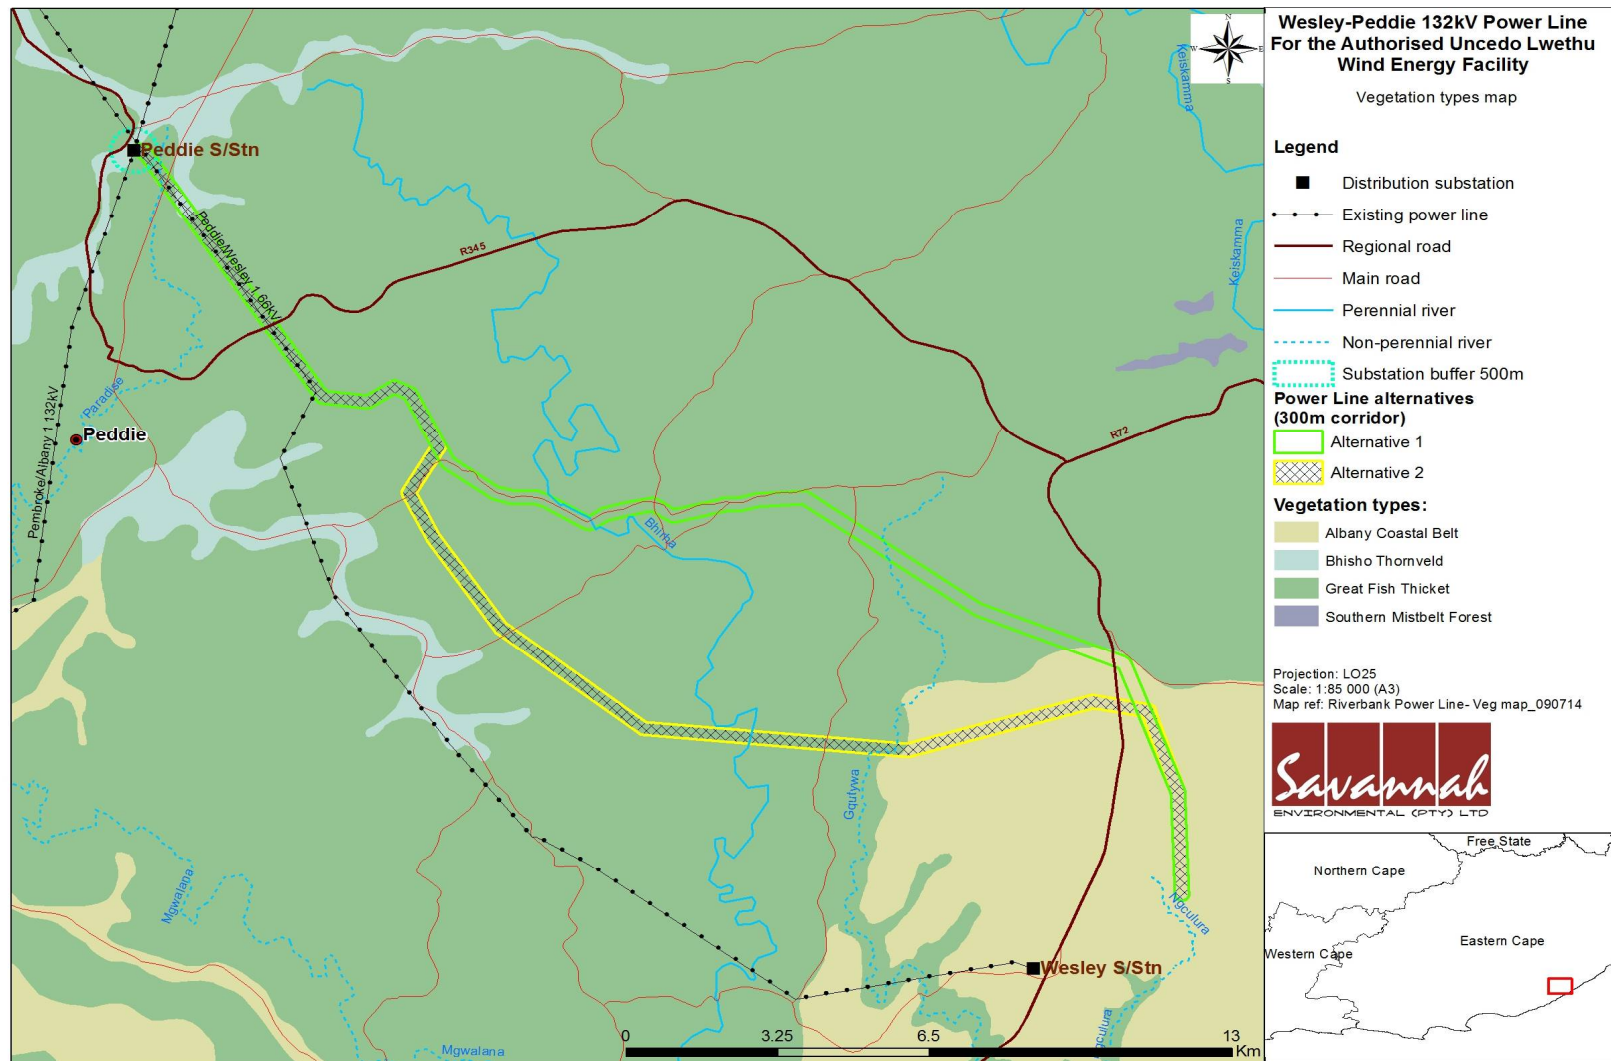 Wesley-Peddie 132kV Power Line
For the Authorised Uncedo Lwethu
Wind Energy Facility
Vegetation types map
Legend
Distribution substation
Existing power line
Regional road
Main road
Perennial river
Non-perennial river
Substation buffer 500m
Power Line alternatives
(300m corridor)
Alternative 1
Alternative 2
Vegetation types:
Albany Coastal Belt
Bhisho Thornveld
Great Fish Thicket
Southern Mistbelt Forest
Projection: LO25
Scale: 1:85 000 (A3)
Map ref: Riverbank Power Line- Veg map_090714
Savannah
ENVIRONMENTAL (PTY) LTD
Free State
Northern Cape
Eastern Cape
Western Cape
N
W
E
S
Keiskamma
Keiskamma
Peddie S/Stn
Peddie/Wesley 1 66kV
R345
R72
Paradise
Peddie
Pembroke/Albany 1 132kV
Bhirha
Gqutywa
Mgwalana
Ngculura
Wesley S/Stn
Mgwalana
gculura
0
3.25
6.5
13
Km